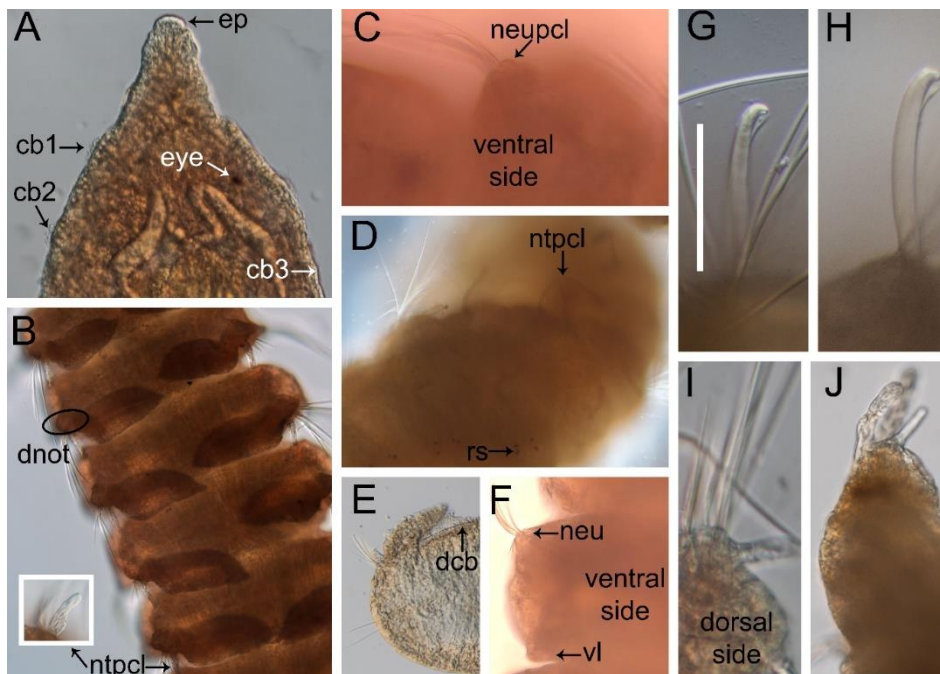 A
ep
cb1
eye
cb2
cb3
B
dnot
ntpcl
C
neupcl
ventral
side
D
ntpcl
rs
E
dcb
F
neu
ventral
side
vl
G
H
I
dorsal
side
J